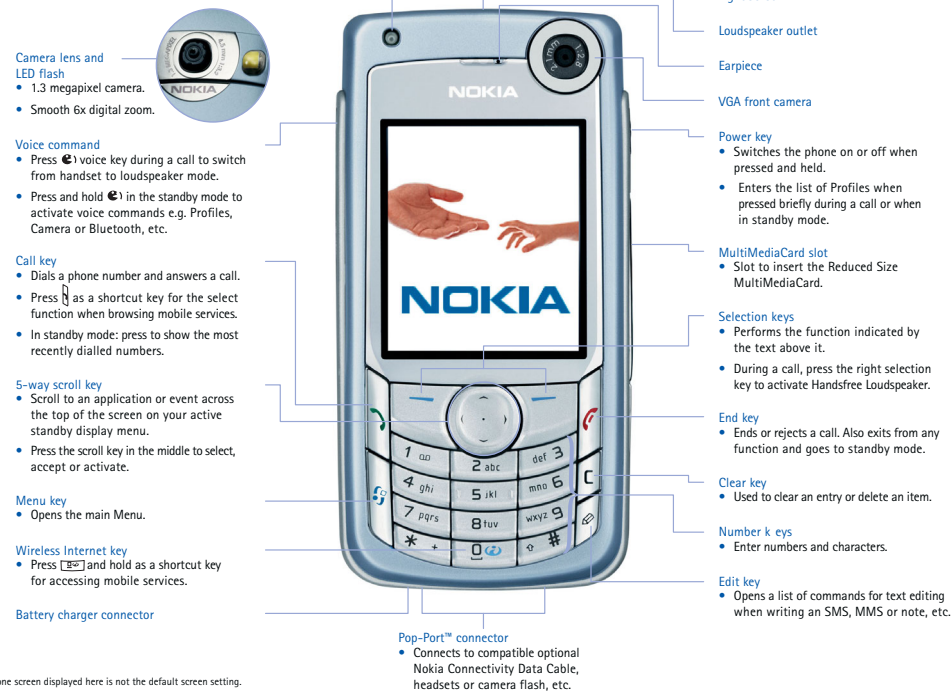 Camera lens and
LED flash
• 1.3 megapixel camera.
• Smooth 6x digital zoom.
Voice command
• Press voice key during a call to switch
from handset to loudspeaker mode.
• Press and hold in the standby mode to
activate voice commands e.g. Profiles,
Camera or Bluetooth, etc.
Call key
• Dials a phone number and answers a call.
• Press as a shortcut key for the select
function when browsing mobile services.
• In standby mode: press to show the most
recently dialled numbers.
5-way scroll key
• Scroll to an application or event across
the top of the screen on your active
standby display menu.
• Press the scroll key in the middle to select,
accept or activate.
Menu key
• Opens the main Menu.
Wireless Internet key
• Press and hold as a shortcut key
for accessing mobile services.
Battery charger connector
one screen displayed here is not the default screen setting.
1.3 MEGAPIXEL
4.5 mm 1:3.2
NOKIA
2.1mm 1:2.8
NOKIA
NOKIA
1
2 abc
def 3
4 ghi
5 jkl
mno 6
7 pqrs
8 tuv
wxyz 9
* +
0
#
C
Pop-Port™ connector
• Connects to compatible optional
Nokia Connectivity Data Cable,
headsets or camera flash, etc.
Loudspeaker outlet
Earpiece
VGA front camera
Power key
• Switches the phone on or off when
pressed and held.
• Enters the list of Profiles when
pressed briefly during a call or when
in standby mode.
MultiMediaCard slot
• Slot to insert the Reduced Size
MultiMediaCard.
Selection keys
• Performs the function indicated by
the text above it.
• During a call, press the right selection
key to activate Handsfree Loudspeaker.
End key
• Ends or rejects a call. Also exits from any
function and goes to standby mode.
Clear key
• Used to clear an entry or delete an item.
Number k eys
• Enter numbers and characters.
Edit key
• Opens a list of commands for text editing
when writing an SMS, MMS or note, etc.